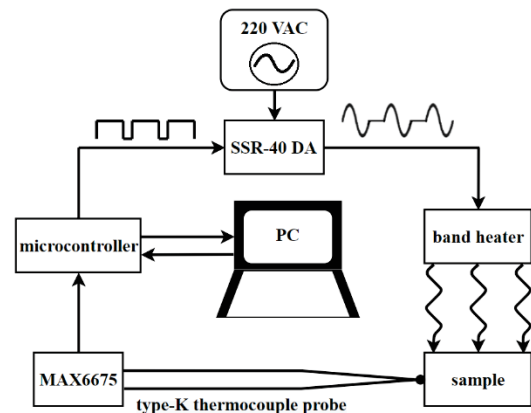 220 VAC
SSR-40 DA
microcontroller
PC
band heater
MAX6675
sample
type-K thermocouple probe